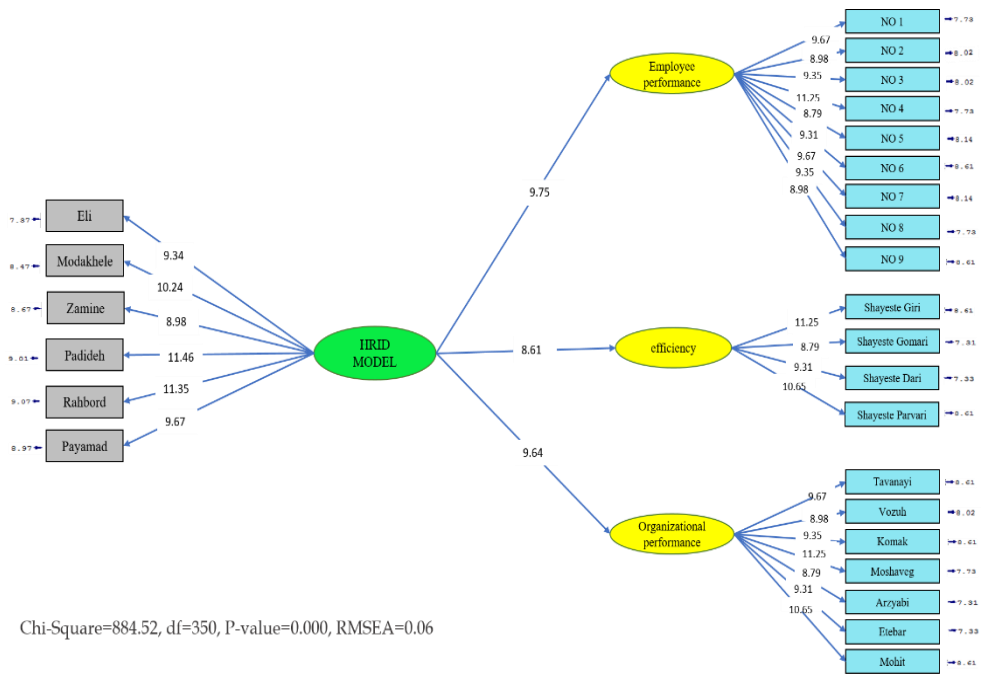 NO 1
7.73
9.67
NO 2
8.02
8.98
Employee
performance
9.35
NO 3
8.02
11.25
NO 4
7.73
8.79
NO 5
8.14
9.31
NO 6
8.61
9.67
NO 7
8.14
9.35
8.98
NO 8
7.73
NO 9
8.61
9.75
7.87
Eli
9.34
8.47
Modakhele
10.24
8.67
Zamine
8.98
9.01
Padideh
11.46
9.07
Rahbord
11.35
8.97
Payamad
9.67
HRID
MODEL
8.61
efficiency
11.25
Shayeste Giri
8.61
8.79
Shayeste Gomari
7.31
9.31
Shayeste Dari
7.33
10.65
Shayeste Parvari
8.61
9.64
Organizational
performance
9.67
Tavanayi
8.61
8.98
Vozuh
8.02
9.35
Komak
8.61
11.25
Moshaveg
7.73
8.79
Arzyabi
7.31
9.31
Etebar
7.33
10.65
Mohit
8.61
Chi-Square=884.52, df=350, P-value=0.000, RMSEA=0.06